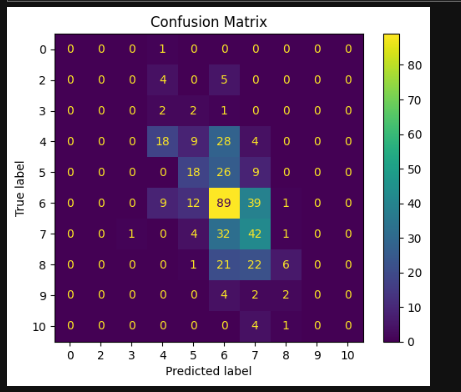 Confusion Matrix
0 0 0 0 1 0 0 0 0 0 0
2 0 0 0 4 0 5 0 0 0 0
3 0 0 0 2 2 1 0 0 0 0
4 0 0 0 18 9 28 4 0 0 0
5 0 0 0 0 18 26 9 0 0 0
6 0 0 0 9 12 89 39 1 0 0
7 0 0 1 0 4 32 42 1 0 0
8 0 0 0 0 1 21 22 6 0 0
9 0 0 0 0 0 4 2 2 0 0
10 0 0 0 0 0 0 4 1 0 0
0 2 3 4 5 6 7 8 9 10
True label
Predicted label
80
70
60
50
40
30
20
10
0